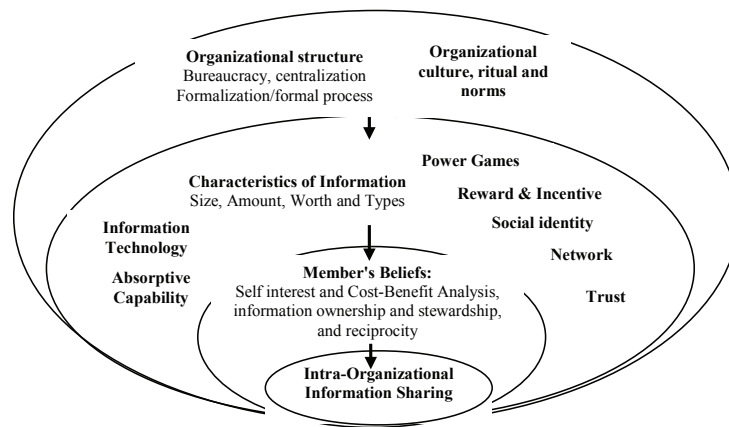 Organizational structure
Bureaucracy, centralization
Formalization/formal process
Organizational
culture, ritual and
norms
Power Games
Characteristics of Information
Size, Amount, Worth and Types
Reward & Incentive
Social identity
Information
Technology
Network
Absorptive
Capability
Member's Beliefs:
Self interest and Cost-Benefit Analysis,
information ownership and stewardship,
and reciprocity
Trust
Intra-Organizational
Information Sharing